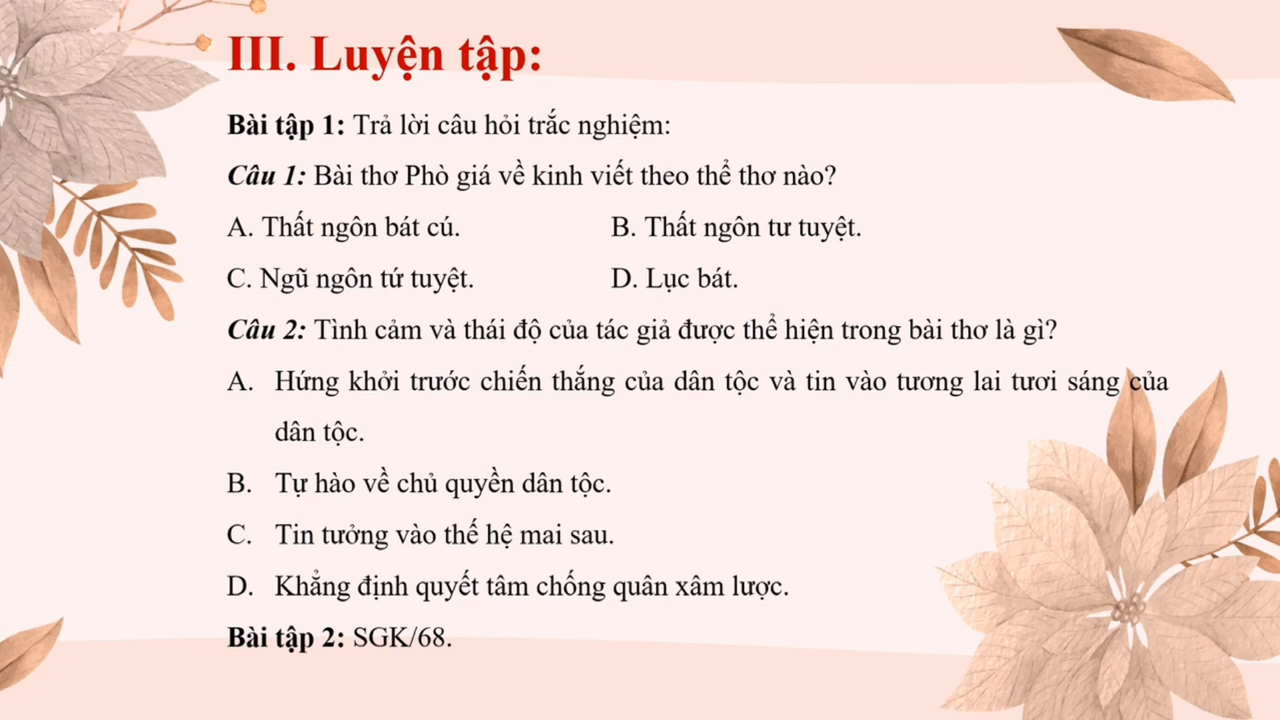 III. Luyện tập:
Bài tập 1: Trả lời câu hỏi trắc nghiệm:
Câu 1: Bài thơ Phò giá về kinh viết theo thể thơ nào?
A. Thất ngôn bát cú. B. Thất ngôn tư tuyệt.
C. Ngũ ngôn tứ tuyệt. D. Lục bát.
Câu 2: Tình cảm và thái độ của tác giả được thể hiện trong bài thơ là gì?
A. Hứng khởi trước chiến thắng của dân tộc và tin vào tương lai tươi sáng của
dân tộc.
B. Tự hào về chủ quyền dân tộc.
C. Tin tưởng vào thế hệ mai sau.
D. Khẳng định quyết tâm chống quân xâm lược.
Bài tập 2: SGK/68.